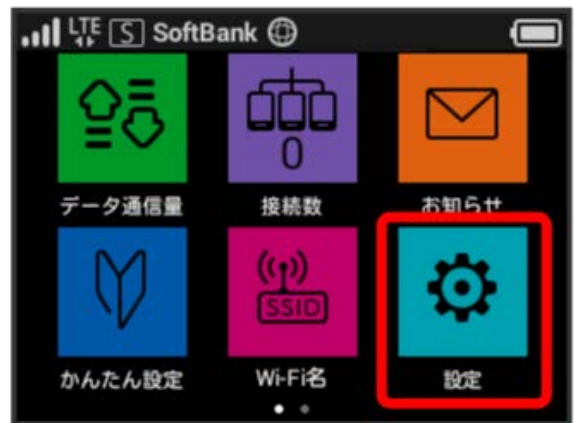 LTE S SoftBank
0
データ通信量 接続数 お知らせ
SSID
かんたん設定 Wi-Fi名 設定